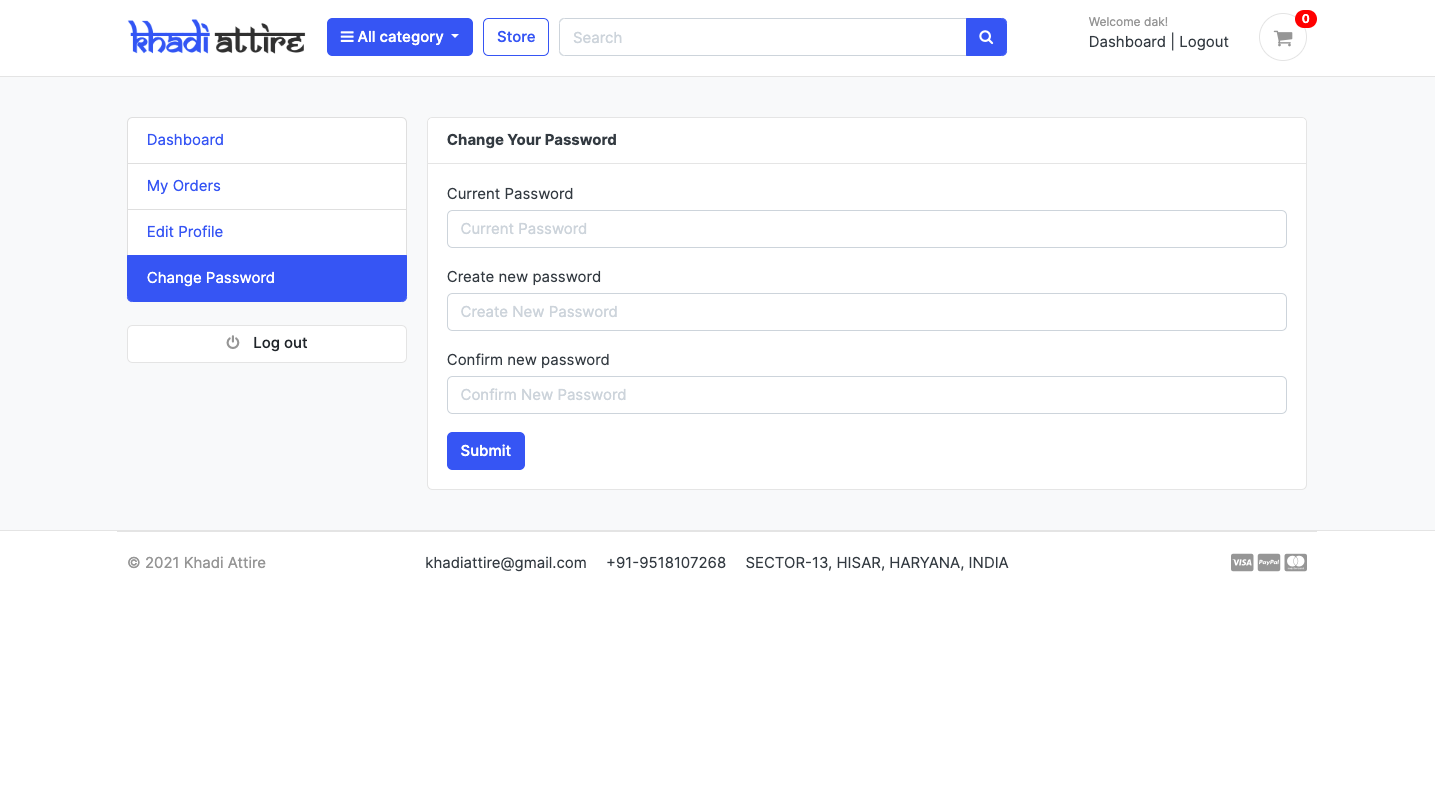 khadi attire
All category
Store
Search
Welcome dak!
Dashboard | Logout
0
Dashboard
My Orders
Edit Profile
Change Password
Log out
Change Your Password
Current Password
Current Password
Create new password
Create New Password
Confirm new password
Confirm New Password
Submit
© 2021 Khadi Attire
khadiattire@gmail.com
+91-9518107268
SECTOR-13, HISAR, HARYANA, INDIA
VISA
PayPal